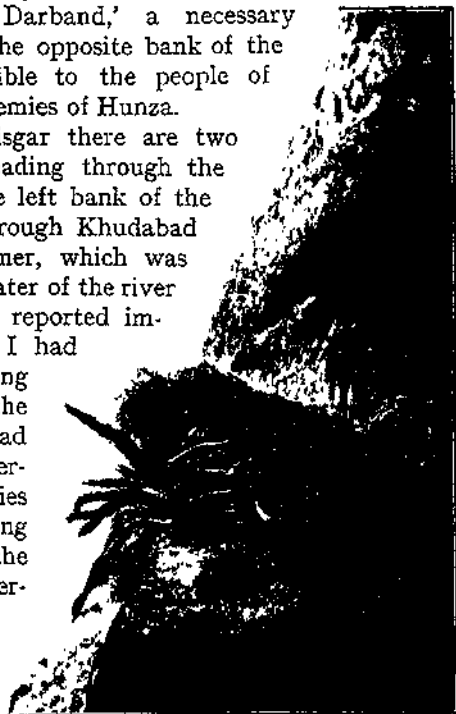 Darband,' a necessary
he opposite bank of the
ible to the people of
emies of Hunza.
sgar there are two
ading through the
e left bank of the
rough Khudabad
mer, which was
ater of the river
reported im-
I had
ng
he
ad
er-
ies
ng
the
er-